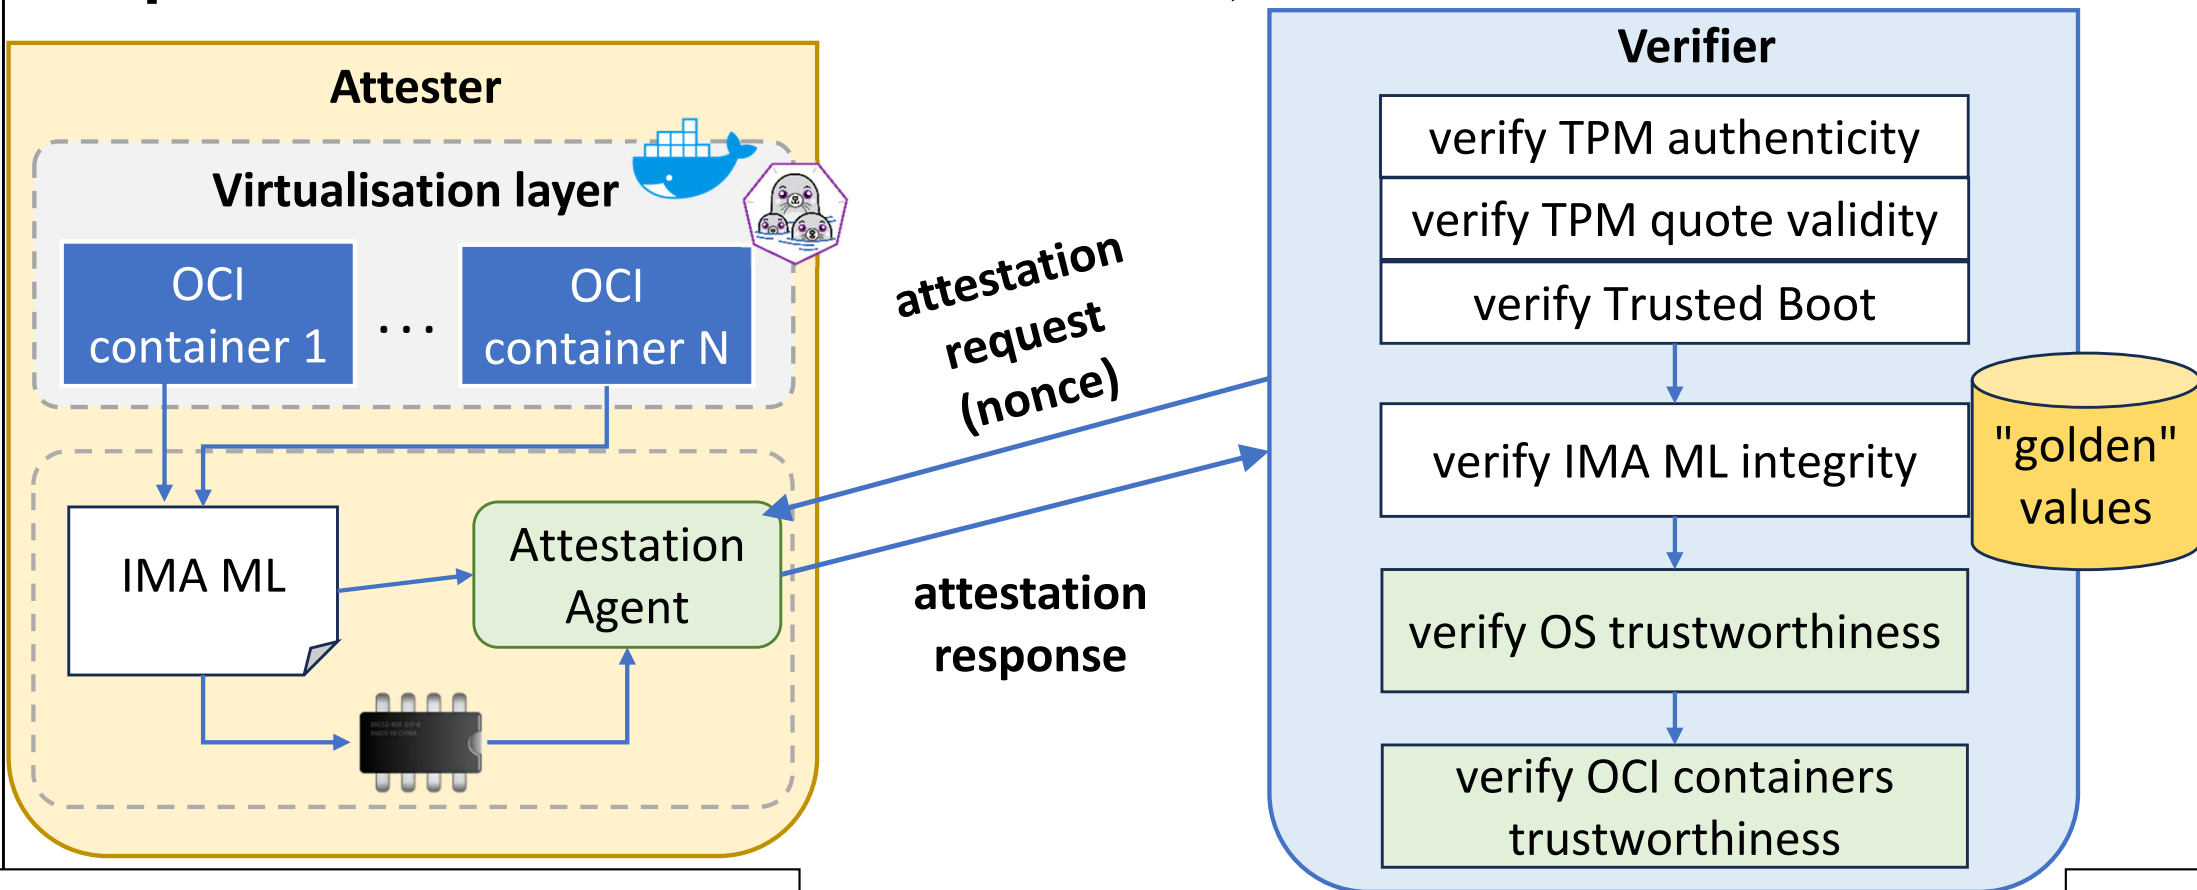 Attester
Virtualisation layer
OCI
container 1
...
OCI
container N
IMA ML
Attestation
Agent
attestation
request
(nonce)
attestation
response
Verifier
verify TPM authenticity
verify TPM quote validity
verify Trusted Boot
verify IMA ML integrity
"golden"
values
verify OS trustworthiness
verify OCI containers
trustworthiness